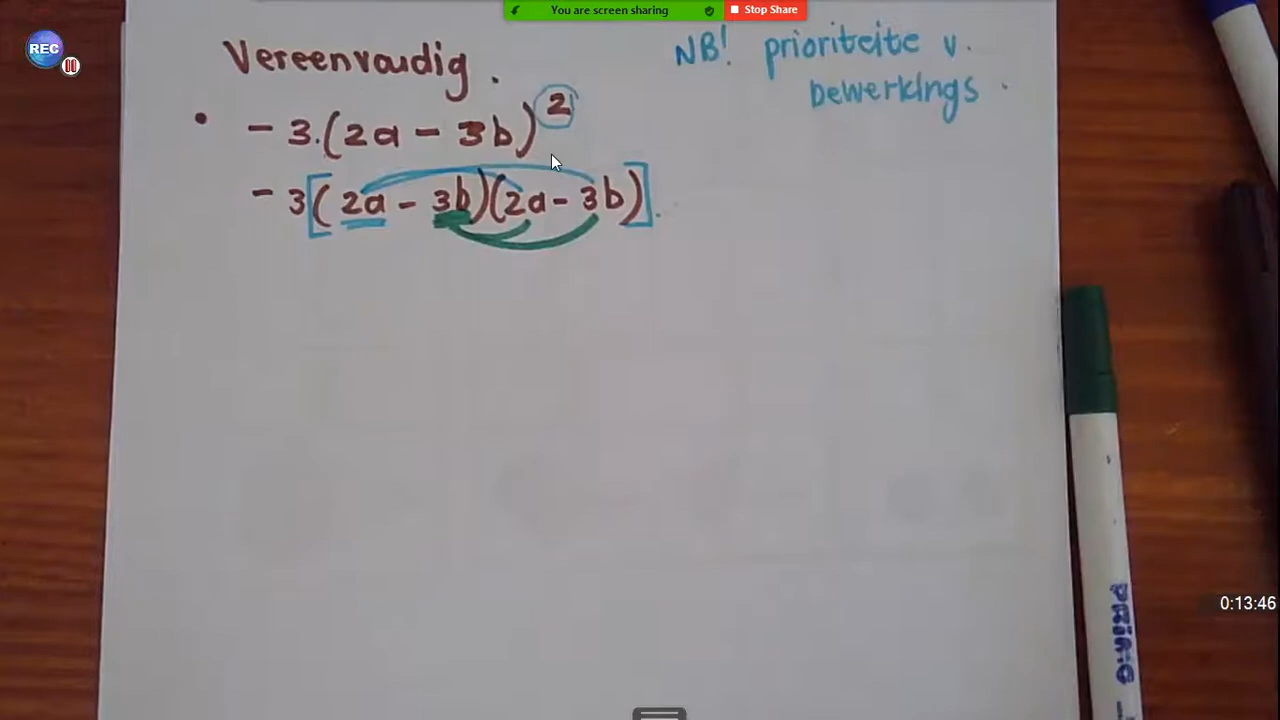 You are screen sharing
Stop Share
REC
Vereenvoudig.
NB! prioriteite v.
bewerkings.
• - 3.(2a - 3b)²
- 3[(2a - 3b)(2a - 3b)].
0:13:46